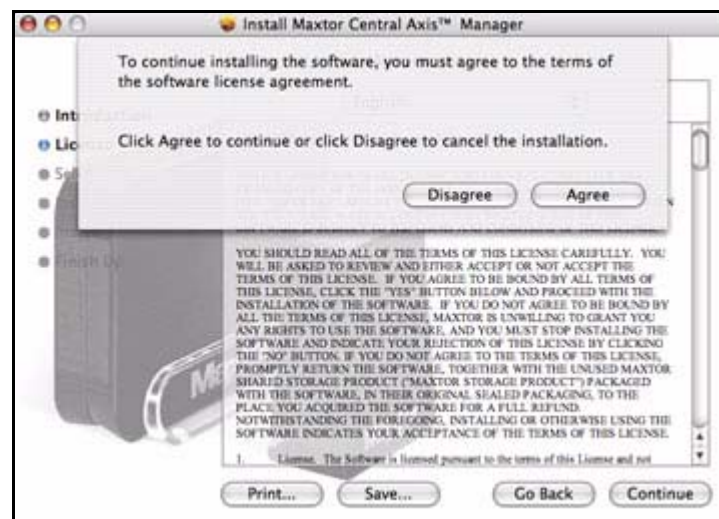 Install Maxtor Central Axis™ Manager
To continue installing the software, you must agree to the terms of
the software license agreement.
Click Agree to continue or click Disagree to cancel the installation.
Disagree Agree
English
Int
Lic
Finish Up
YOU SHOULD READ ALL OF THE TERMS OF THIS LICENSE CAREFULLY. YOU
WILL BE ASKED TO REVIEW AND EITHER ACCEPT OR NOT ACCEPT THE
TERMS OF THIS LICENSE. IF YOU AGREE TO BE BOUND BY ALL TERMS OF
THIS LICENSE, CLICK THE "YES" BUTTON BELOW AND PROCEED WITH THE
INSTALLATION OF THE SOFTWARE. IF YOU DO NOT AGREE TO BE BOUND BY
ALL THE TERMS OF THIS LICENSE, MAXTOR IS UNWILLING TO GRANT YOU
ANY RIGHTS TO USE THE SOFTWARE, AND YOU MUST STOP INSTALLING THE
SOFTWARE AND INDICATE YOUR REJECTION OF THIS LICENSE BY CLICKING
THE "NO" BUTTON. IF YOU DO NOT AGREE TO THE TERMS OF THIS LICENSE,
PROMPTLY RETURN THE SOFTWARE, TOGETHER WITH THE UNUSED MAXTOR
SHARED STORAGE PRODUCT ("MAXTOR STORAGE PRODUCT") PACKAGED
WITH THE SOFTWARE, IN THEIR ORIGINAL SEALED PACKAGING, TO THE
PLACE YOU ACQUIRED THE SOFTWARE FOR A FULL REFUND.
NOTWITHSTANDING THE FOREGOING, INSTALLING OR OTHERWISE USING THE
SOFTWARE INDICATES YOUR ACCEPTANCE OF THE TERMS OF THIS LICENSE.
1. License. The Software is licensed pursuant to the terms of this License and not
Print... Save... Go Back Continue